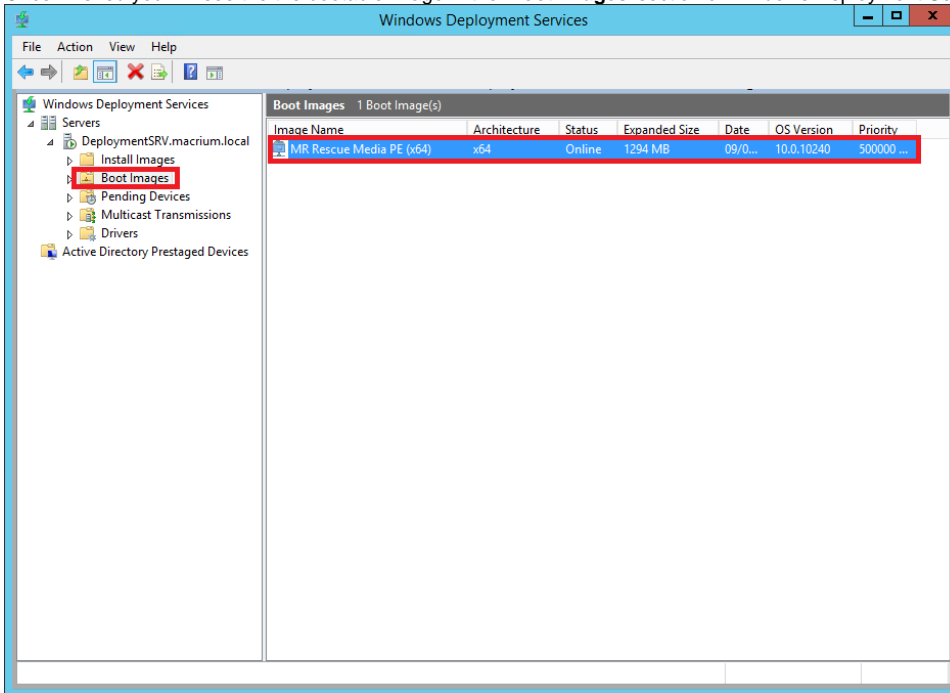 Windows Deployment Services
File Action View Help
Windows Deployment Services
Servers
DeploymentSRV.macrium.local
Install Images
Boot Images
Pending Devices
Multicast Transmissions
Drivers
Active Directory Prestaged Devices
Boot Images 1 Boot Image(s)
Image Name Architecture Status Expanded Size Date OS Version Priority
MR Rescue Media PE (x64) x64 Online 1294 MB 09/0... 10.0.10240 500000 ...